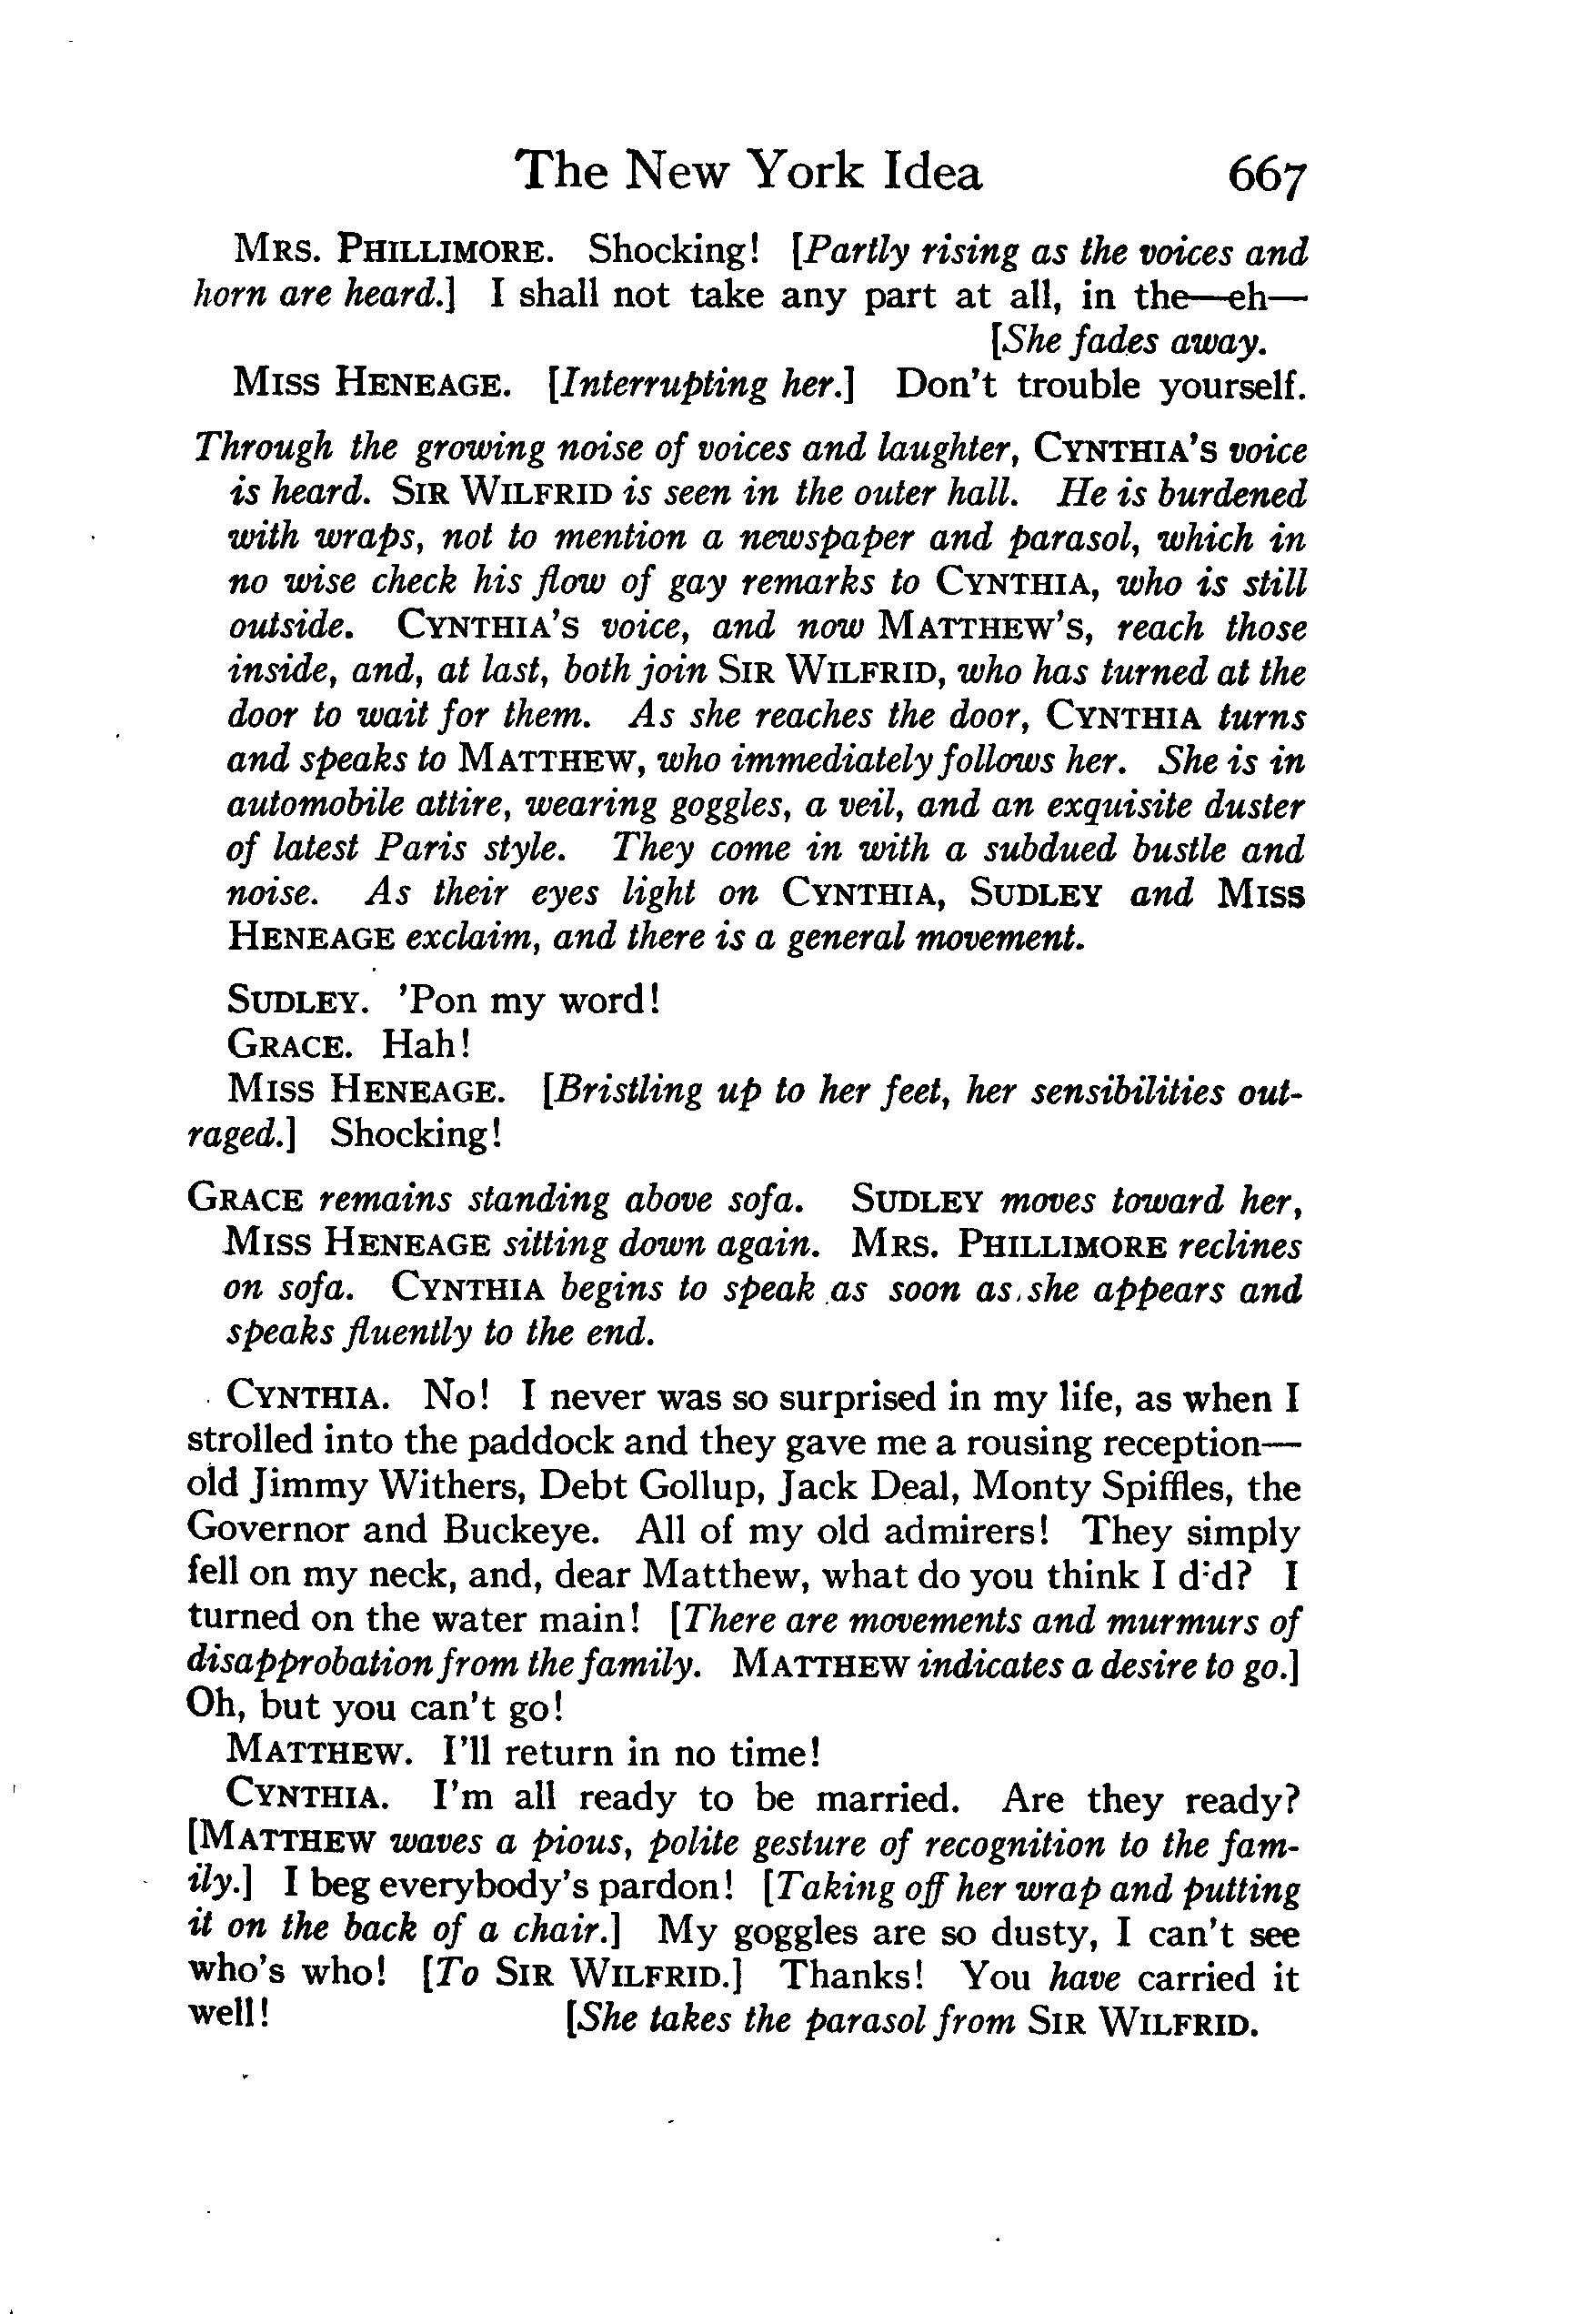 The New York Idea 667
MRS. PHILLIMORE. Shocking! [Partly rising as the voices and
horn are heard.] I shall not take any part at all, in the—eh—
[She fades away.
MISS HENEAGE. [Interrupting her.] Don't trouble yourself.
Through the growing noise of voices and laughter, CYNTHIA'S voice
is heard. SIR WILFRID is seen in the outer hall. He is burdened
with wraps, not to mention a newspaper and parasol, which in
no wise check his flow of gay remarks to CYNTHIA, who is still
outside. CYNTHIA'S voice, and now MATTHEW'S, reach those
inside, and, at last, both join SIR WILFRID, who has turned at the
door to wait for them. As she reaches the door, CYNTHIA turns
and speaks to MATTHEW, who immediately follows her. She is in
automobile attire, wearing goggles, a veil, and an exquisite duster
of latest Paris style. They come in with a subdued bustle and
noise. As their eyes light on CYNTHIA, SUDLEY and MISS
HENEAGE exclaim, and there is a general movement.
SUDLEY. 'Pon my word!
GRACE. Hah!
MISS HENEAGE. [Bristling up to her feet, her sensibilities out-
raged.] Shocking!
GRACE remains standing above sofa. SUDLEY moves toward her,
MISS HENEAGE sitting down again. MRS. PHILLIMORE reclines
on sofa. CYNTHIA begins to speak as soon as she appears and
speaks fluently to the end.
CYNTHIA. No! I never was so surprised in my life, as when I
strolled into the paddock and they gave me a rousing reception—
old Jimmy Withers, Debt Gollup, Jack Deal, Monty Spiffles, the
Governor and Buckeye. All of my old admirers! They simply
fell on my neck, and, dear Matthew, what do you think I did? I
turned on the water main! [There are movements and murmurs of
disapprobation from the family. MATTHEW indicates a desire to go.]
Oh, but you can't go!
MATTHEW. I'll return in no time!
CYNTHIA. I'm all ready to be married. Are they ready?
[MATTHEW waves a pious, polite gesture of recognition to the fam-
ily.] I beg everybody's pardon! [Taking off her wrap and putting
it on the back of a chair.] My goggles are so dusty, I can't see
who's who! [To SIR WILFRID.] Thanks! You have carried it
well! [She takes the parasol from SIR WILFRID.